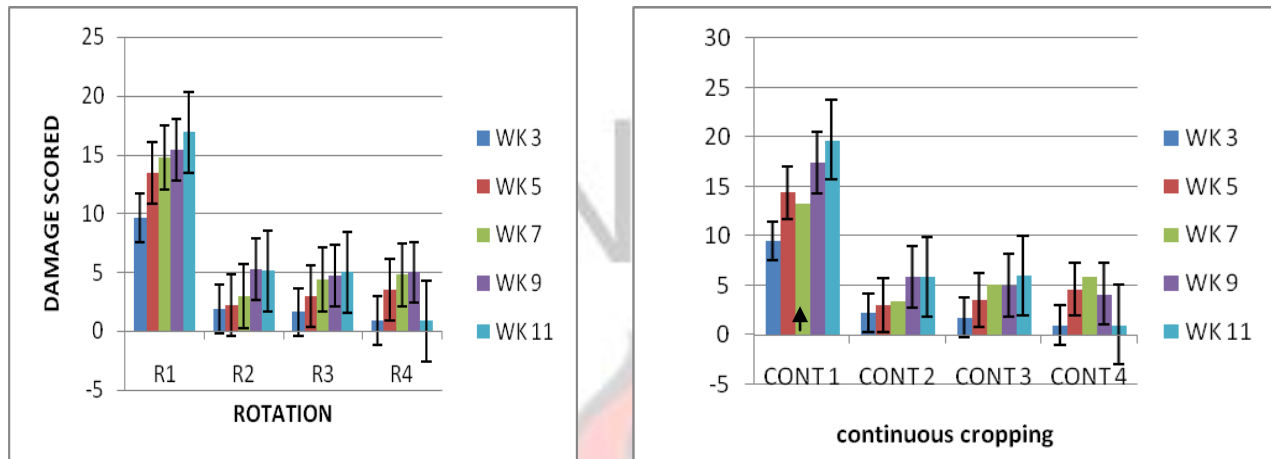 25
20
15
10
5
0
-5
DAMAGE SCORED
R1 R2 R3 R4
ROTATION
WK 3
WK 5
WK 7
WK 9
WK 11
30
25
20
15
10
5
0
-5
CONT 1 CONT 2 CONT 3 CONT 4
continuous cropping
WK 3
WK 5
WK 7
WK 9
WK 11
N